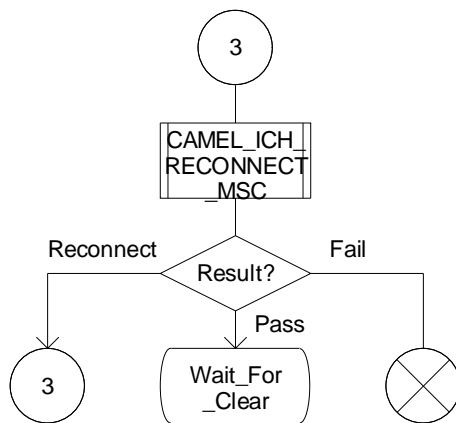 3
CAMEL_ICH_
RECONNECT
_MSC
Reconnect
Result?
Fail
Pass
3
Wait_For
_Clear